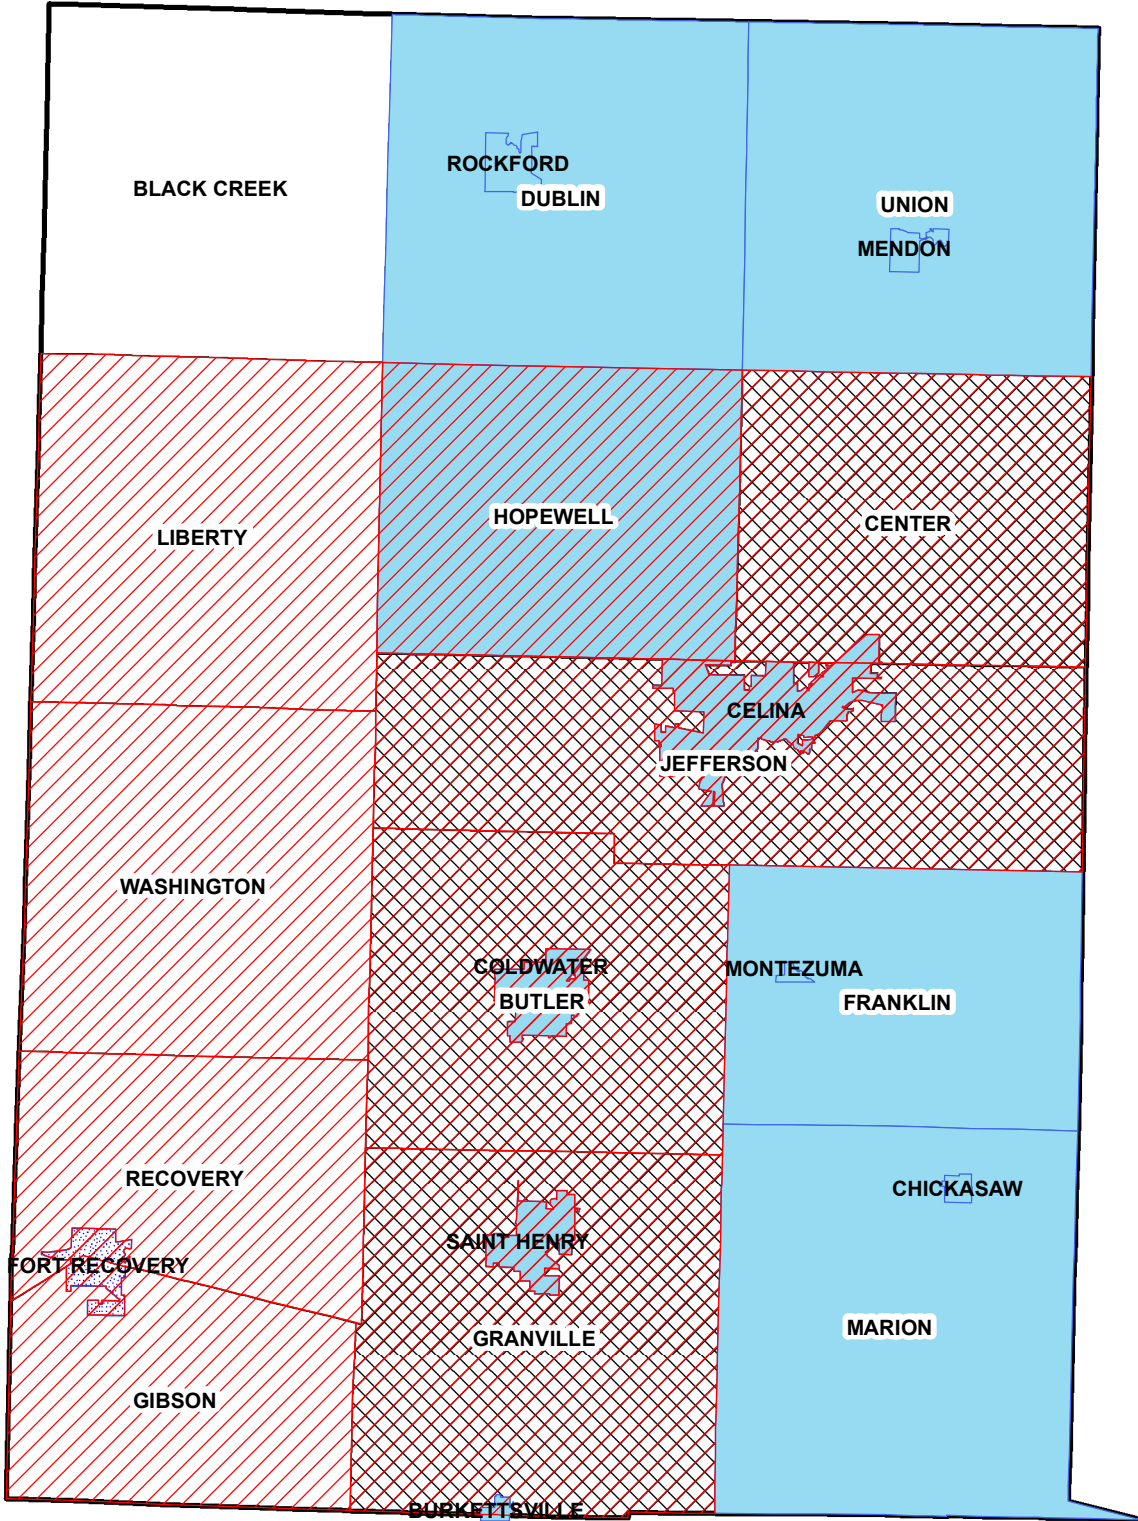 ROCKFORD
BLACK CREEK
DUBLIN
UNION
MENDON
HOPEWELL
CENTER
LIBERTY
CELINA
JEFFERSON
WASHINGTON
COLDWATER
MONTEZUMA
BUTLER
FRANKLIN
RECOVERY
CHICKASAW
SAINT HENRY
FORT RECOVERY
MARION
GRANVILLE
GIBSON
BURKETTSVILLE